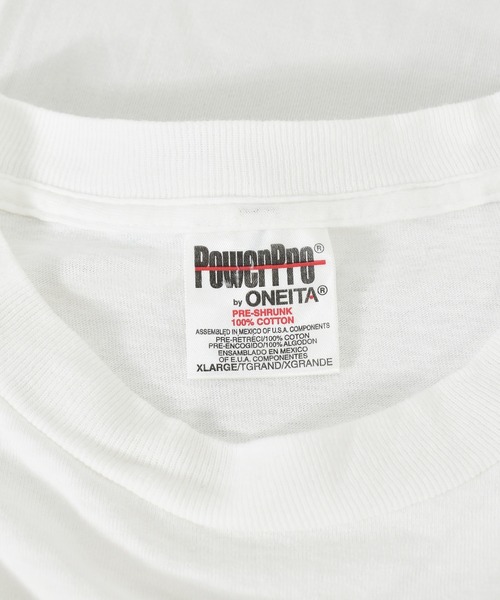 PowerPro®
by ONEITA®
PRE-SHRUNK
100% COTTON
ASSEMBLED IN MEXICO OF U.S.A. COMPONENTS
PRE-RETRECI/100% COTON
PRE-ENCOGIDO/100% ALGODON
ENSAMBLADO EN MEXICO
OF E.U.A. COMPONENTES
XLARGE/TGRAND/XGRANDE